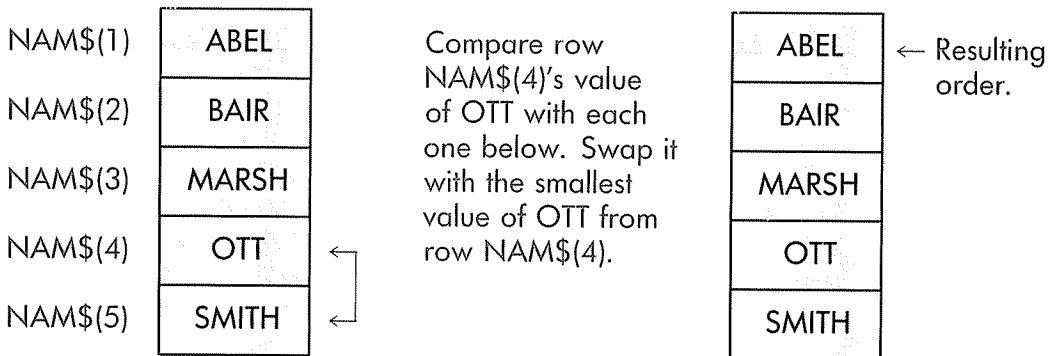 NAM$(1) ABEL
NAM$(2) BAIR
NAM$(3) MARSH
NAM$(4) OTT
NAM$(5) SMITH
Compare row
NAM$(4)'s value
of OTT with each
one below. Swap it
with the smallest
value of OTT from
row NAM$(4).
ABEL ← Resulting
order.
BAIR
MARSH
OTT
SMITH